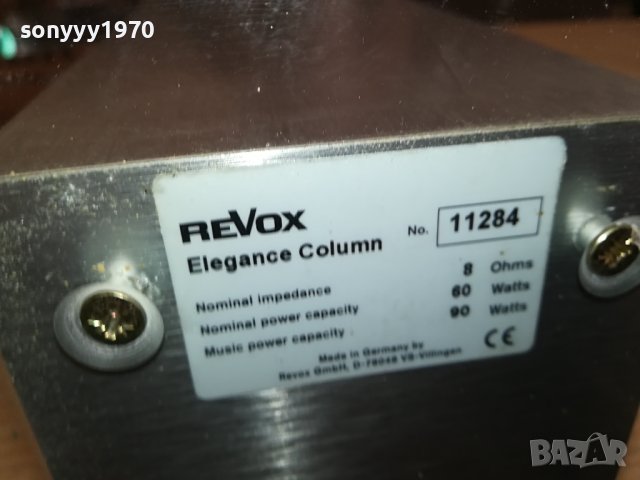 sonyyy1970
REVOX
Elegance Column
No. 11284
Nominal impedance 8 Ohms
Nominal power capacity 60 Watts
Music power capacity 90 Watts
Made in Germany by
Revox GmbH, D-78048 VS-Villingen
CE
BAZAR